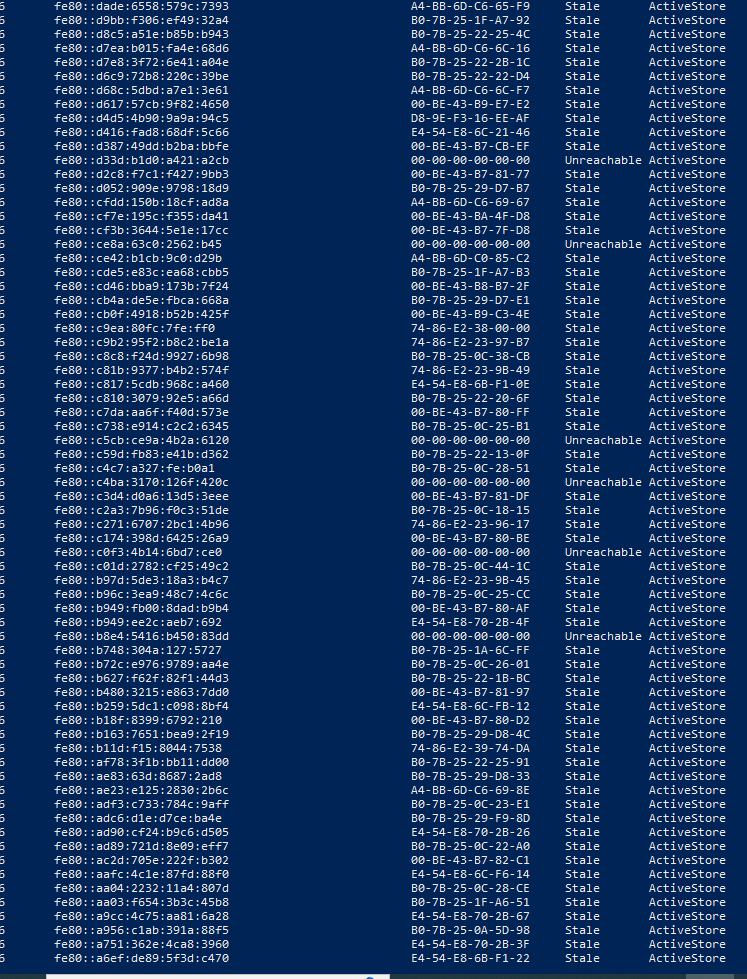 6 fe80::dade:6558:579c:7393 A4-BB-6D-C6-65-F9 Stale ActiveStore
6 fe80::d9bb:f306:ef49:32a4 B0-7B-25-1F-A7-92 Stale ActiveStore
6 fe80::d8c5:a51e:b85b:b943 B0-7B-25-22-25-4C Stale ActiveStore
6 fe80::d7ea:b015:fa4e:68d6 A4-BB-6D-C6-6C-16 Stale ActiveStore
6 fe80::d7e8:3f72:6e41:a04e B0-7B-25-22-2B-1C Stale ActiveStore
6 fe80::d6c9:72b8:220c:39be B0-7B-25-22-22-D4 Stale ActiveStore
6 fe80::d68c:5dbd:a7e1:3e61 A4-BB-6D-C6-6C-F7 Stale ActiveStore
6 fe80::d617:57cb:9f82:4650 00-BE-43-B9-E7-E2 Stale ActiveStore
6 fe80::d4d5:4b90:9a9a:94c5 D8-9E-F3-16-EE-AF Stale ActiveStore
6 fe80::d416:fad8:68df:5c66 E4-54-E8-6C-21-46 Stale ActiveStore
6 fe80::d387:49dd:b2ba:bbfe 00-BE-43-B7-CB-EF Stale ActiveStore
6 fe80::d33d:b1d0:a421:a2cb 00-00-00-00-00-00 Unreachable ActiveStore
6 fe80::d2c8:f7c1:f427:9bb3 00-BE-43-B7-81-77 Stale ActiveStore
6 fe80::d052:909e:9798:18d9 B0-7B-25-29-D7-B7 Stale ActiveStore
6 fe80::cfdd:150b:18cf:ad8a A4-BB-6D-C6-69-67 Stale ActiveStore
6 fe80::cf7e:195c:f355:da41 00-BE-43-BA-4F-D8 Stale ActiveStore
6 fe80::cf3b:3644:5e1e:17cc 00-BE-43-B7-7F-D8 Stale ActiveStore
6 fe80::ce8a:63c0:2562:b45 00-00-00-00-00-00 Unreachable ActiveStore
6 fe80::ce42:b1cb:9c0:d29b A4-BB-6D-C0-85-C2 Stale ActiveStore
6 fe80::cde5:e83c:ea68:cbb5 B0-7B-25-1F-A7-B3 Stale ActiveStore
6 fe80::cd46:bba9:173b:7f24 00-BE-43-B8-B7-2F Stale ActiveStore
6 fe80::cb4a:de5e:fbca:668a B0-7B-25-29-D7-E1 Stale ActiveStore
6 fe80::cb0f:4918:b52b:425f 00-BE-43-B9-C3-4E Stale ActiveStore
6 fe80::c9ea:80fc:7fe:ff0 74-86-E2-38-00-00 Stale ActiveStore
6 fe80::c9b2:95f2:b8c2:be1a 74-86-E2-23-97-B7 Stale ActiveStore
6 fe80::c8c8:f24d:9927:6b98 B0-7B-25-0C-38-CB Stale ActiveStore
6 fe80::c81b:9377:b4b2:574f 74-86-E2-23-9B-49 Stale ActiveStore
6 fe80::c817:5cdb:968c:a460 E4-54-E8-6B-F1-0E Stale ActiveStore
6 fe80::c810:3079:92e5:a66d B0-7B-25-22-20-6F Stale ActiveStore
6 fe80::c7da:aa6f:f40d:573e 00-BE-43-B7-80-FF Stale ActiveStore
6 fe80::c738:e914:c2c2:6345 B0-7B-25-0C-25-B1 Stale ActiveStore
6 fe80::c5cb:ce9a:4b2a:6120 00-00-00-00-00-00 Unreachable ActiveStore
6 fe80::c59d:fb83:e41b:d362 B0-7B-25-22-13-0F Stale ActiveStore
6 fe80::c4c7:a327:fe:b0a1 B0-7B-25-0C-28-51 Stale ActiveStore
6 fe80::c4ba:3170:126f:420c 00-00-00-00-00-00 Unreachable ActiveStore
6 fe80::c3d4:d0a6:13d5:3eee 00-BE-43-B7-81-DF Stale ActiveStore
6 fe80::c2a3:7b96:f0c3:51de B0-7B-25-0C-18-15 Stale ActiveStore
6 fe80::c271:6707:2bc1:4b96 74-86-E2-23-96-17 Stale ActiveStore
6 fe80::c174:398d:6425:26a9 00-BE-43-B7-80-BE Stale ActiveStore
6 fe80::c0f3:4b14:6bd7:ce0 00-00-00-00-00-00 Unreachable ActiveStore
6 fe80::c01d:2782:cf25:49c2 B0-7B-25-0C-44-1C Stale ActiveStore
6 fe80::b97d:5de3:18a3:b4c7 74-86-E2-23-9B-45 Stale ActiveStore
6 fe80::b96c:3ea9:48c7:4c6c B0-7B-25-0C-25-CC Stale ActiveStore
6 fe80::b949:fb00:8dad:b9b4 00-BE-43-B7-80-AF Stale ActiveStore
6 fe80::b949:ee2c:aeb7:692 E4-54-E8-70-2B-4F Stale ActiveStore
6 fe80::b8e4:5416:b450:83dd 00-00-00-00-00-00 Unreachable ActiveStore
6 fe80::b748:304a:127:5727 B0-7B-25-1A-6C-FF Stale ActiveStore
6 fe80::b72c:e976:9789:aa4e B0-7B-25-0C-26-01 Stale ActiveStore
6 fe80::b627:f62f:82f1:44d3 B0-7B-25-22-1B-BC Stale ActiveStore
6 fe80::b480:3215:e863:7dd0 00-BE-43-B7-81-97 Stale ActiveStore
6 fe80::b259:5dc1:c098:8bf4 E4-54-E8-6C-FB-12 Stale ActiveStore
6 fe80::b18f:8399:6792:210 00-BE-43-B7-80-D2 Stale ActiveStore
6 fe80::b163:7651:bea9:2f19 B0-7B-25-29-D8-4C Stale ActiveStore
6 fe80::b11d:f15:8044:7538 74-86-E2-39-74-DA Stale ActiveStore
6 fe80::af78:3f1b:bb11:dd00 B0-7B-25-22-25-91 Stale ActiveStore
6 fe80::ae83:63d:8687:2ad8 B0-7B-25-29-D8-33 Stale ActiveStore
6 fe80::ae23:e125:2830:2b6c A4-BB-6D-C6-69-8E Stale ActiveStore
6 fe80::adf3:c733:784c:9aff B0-7B-25-0C-23-E1 Stale ActiveStore
6 fe80::adc6:d1e:d7ce:ba4e B0-7B-25-29-F9-8D Stale ActiveStore
6 fe80::ad90:cf24:b9c6:d505 E4-54-E8-70-2B-26 Stale ActiveStore
6 fe80::ad89:721d:8e09:eff7 B0-7B-25-0C-22-A0 Stale ActiveStore
6 fe80::ac2d:705e:222f:b302 00-BE-43-B7-82-C1 Stale ActiveStore
6 fe80::aafc:4c1e:87fd:88f0 E4-54-E8-6C-F6-14 Stale ActiveStore
6 fe80::aa04:2232:11a4:807d B0-7B-25-0C-28-CE Stale ActiveStore
6 fe80::aa03:f654:3b3c:45b8 B0-7B-25-1F-A6-51 Stale ActiveStore
6 fe80::a9cc:4c75:aa81:6a28 E4-54-E8-70-2B-67 Stale ActiveStore
6 fe80::a956:c1ab:391a:88f5 B0-7B-25-0A-5D-98 Stale ActiveStore
6 fe80::a751:362e:4ca8:3960 E4-54-E8-70-2B-3F Stale ActiveStore
6 fe80::a6ef:de89:5f3d:c470 E4-54-E8-6B-F1-22 Stale ActiveStore